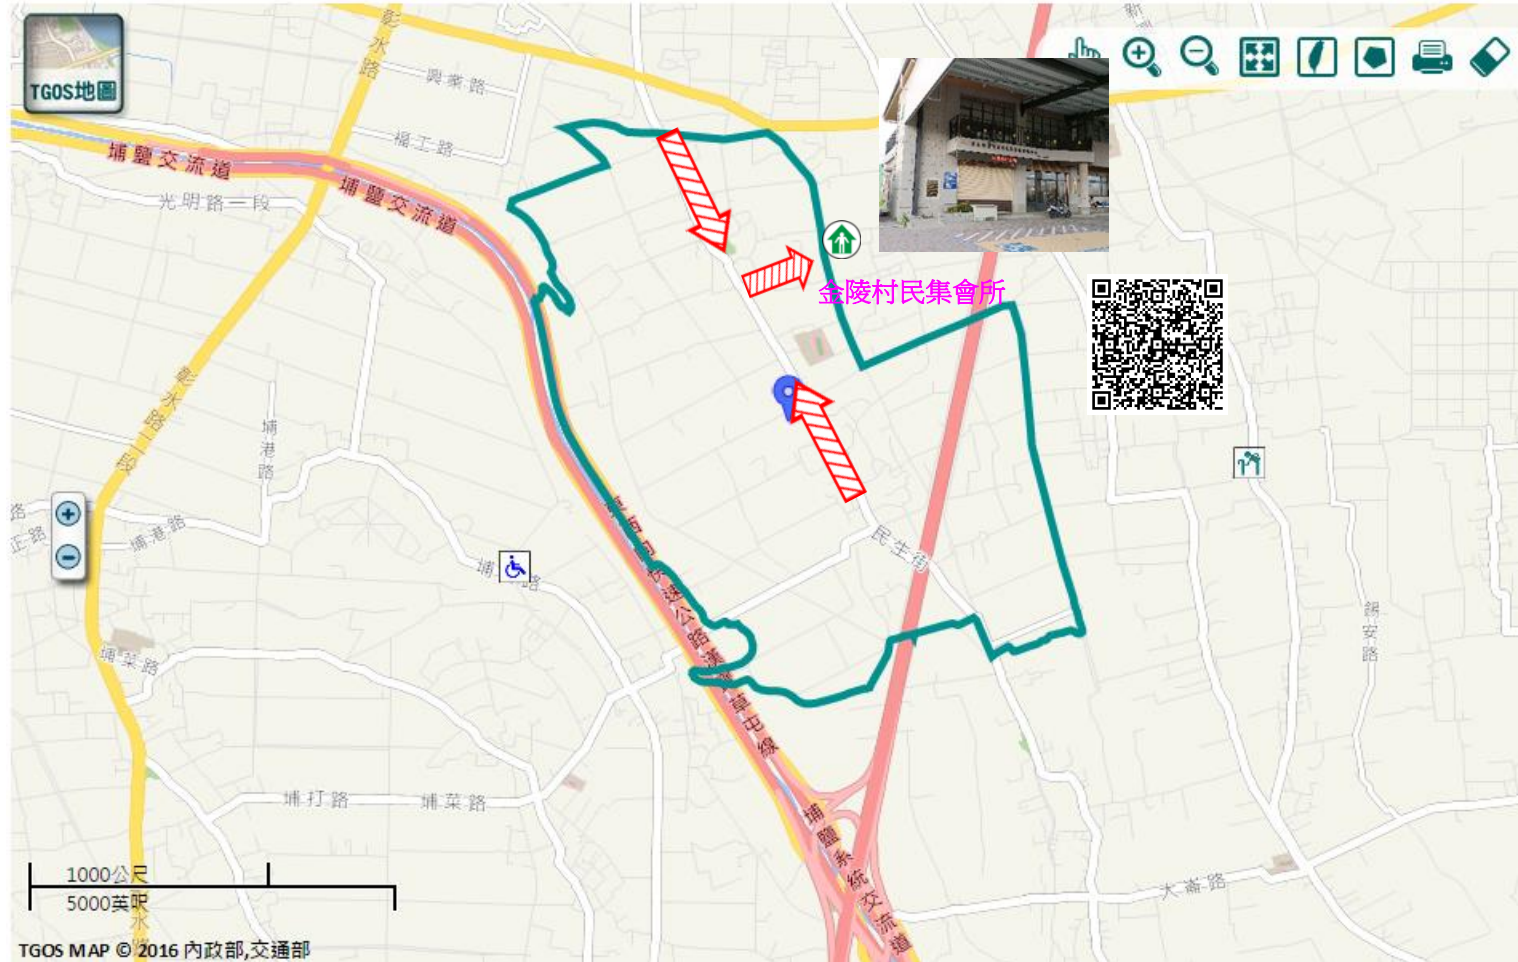 TGOS地圖
彰水路
興業路
福工路
埔鹽交流道
埔鹽交流道
光明路一段
金陵村民集會所
彰水路二段
埔港路
埔港路
路
正路
民生街
快速公路漢寶草屯線
錫安路
埔菜路
埔打路
埔菜路
埔鹽系統交流道
大崙路
1000公尺
5000英呎
TGOS MAP © 2016 內政部,交通部